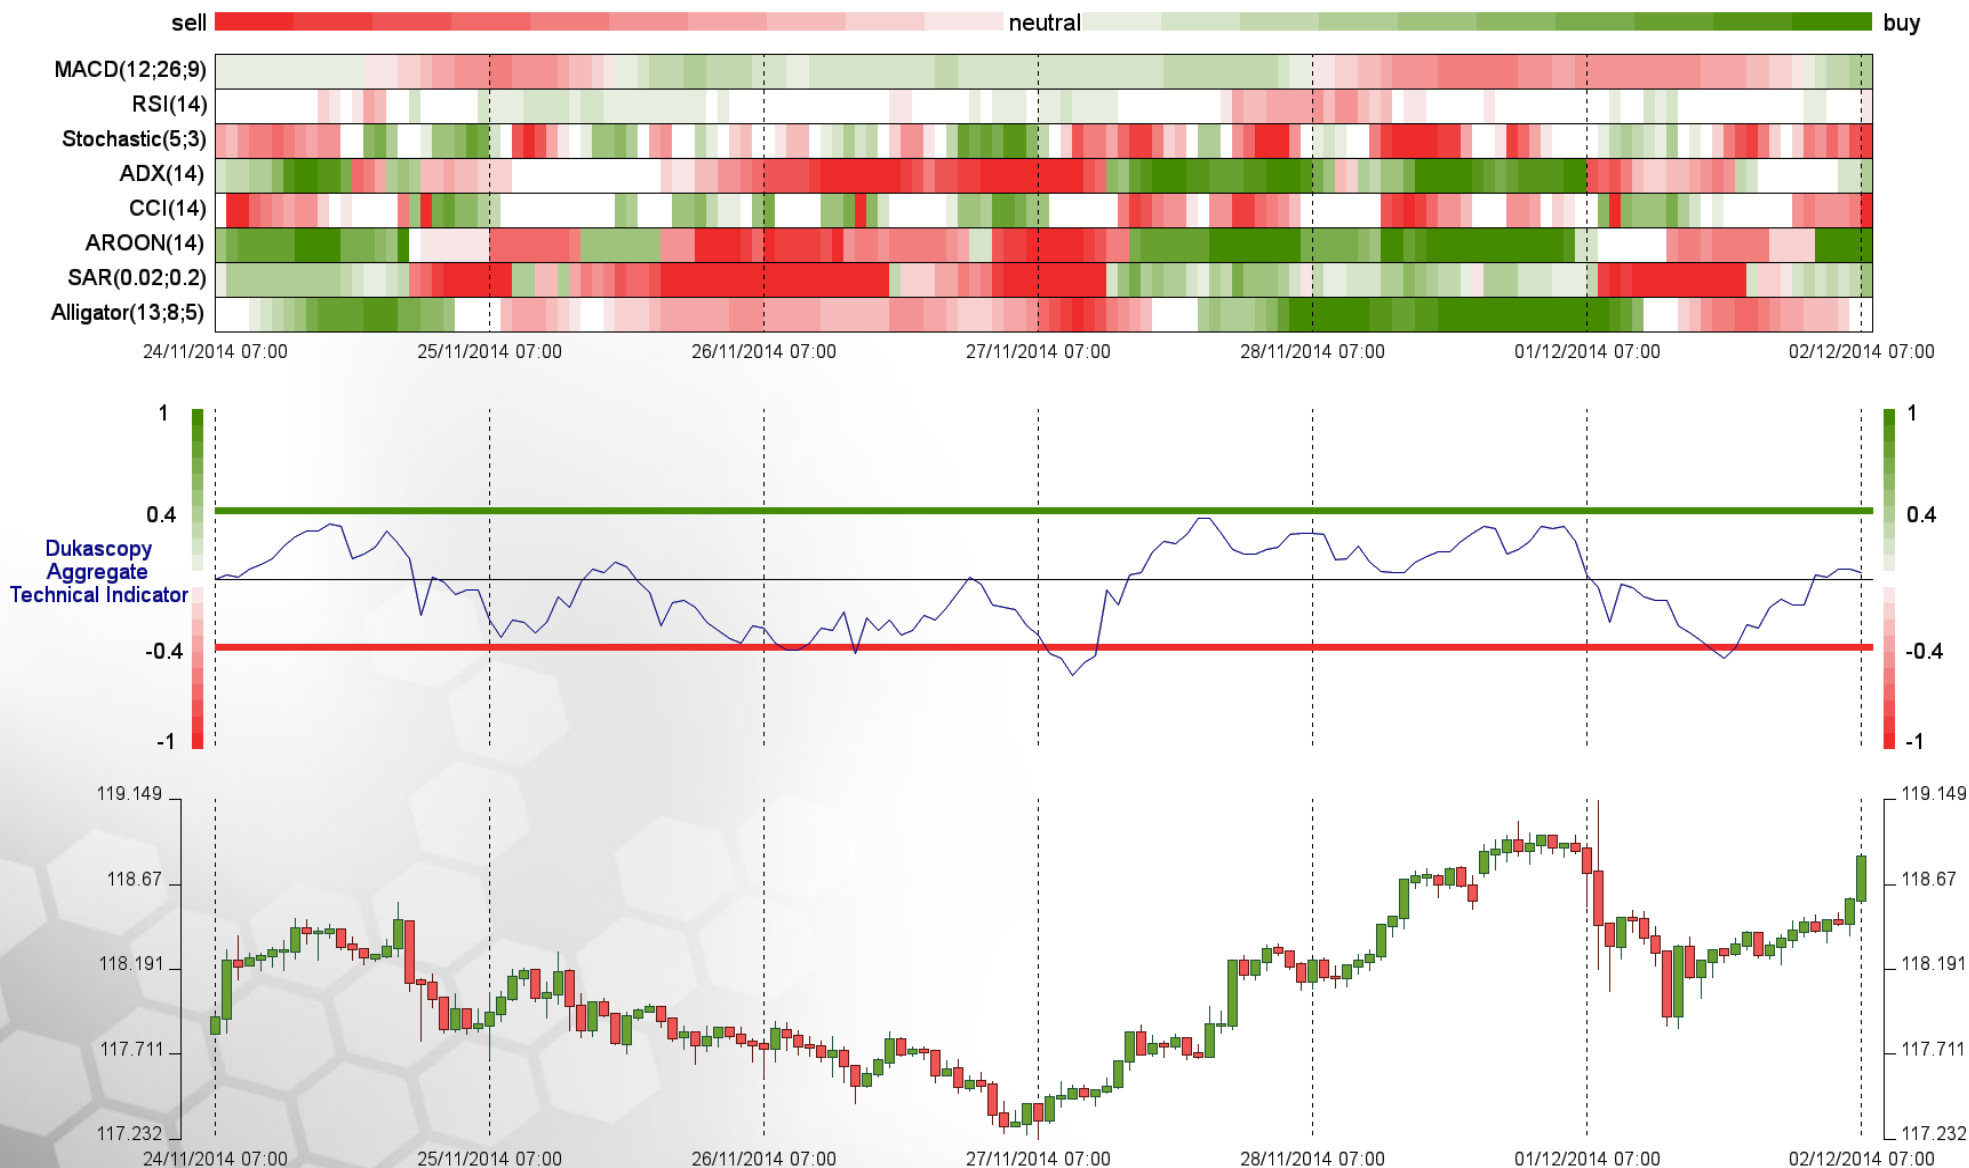 sell neutral buy
MACD(12;26;9)
RSI(14)
Stochastic(5;3)
ADX(14)
CCI(14)
AROON(14)
SAR(0.02;0.2)
Alligator(13;8;5)
24/11/2014 07:00 25/11/2014 07:00 26/11/2014 07:00 27/11/2014 07:00 28/11/2014 07:00 01/12/2014 07:00 02/12/2014 07:00
1 1
0.4 0.4
Dukascopy
Aggregate
Technical Indicator
-0.4 -0.4
-1 -1
119.149 119.149
118.67 118.67
118.191 118.191
117.711 117.711
117.232 117.232
24/11/2014 07:00 25/11/2014 07:00 26/11/2014 07:00 27/11/2014 07:00 28/11/2014 07:00 01/12/2014 07:00 02/12/2014 07:00